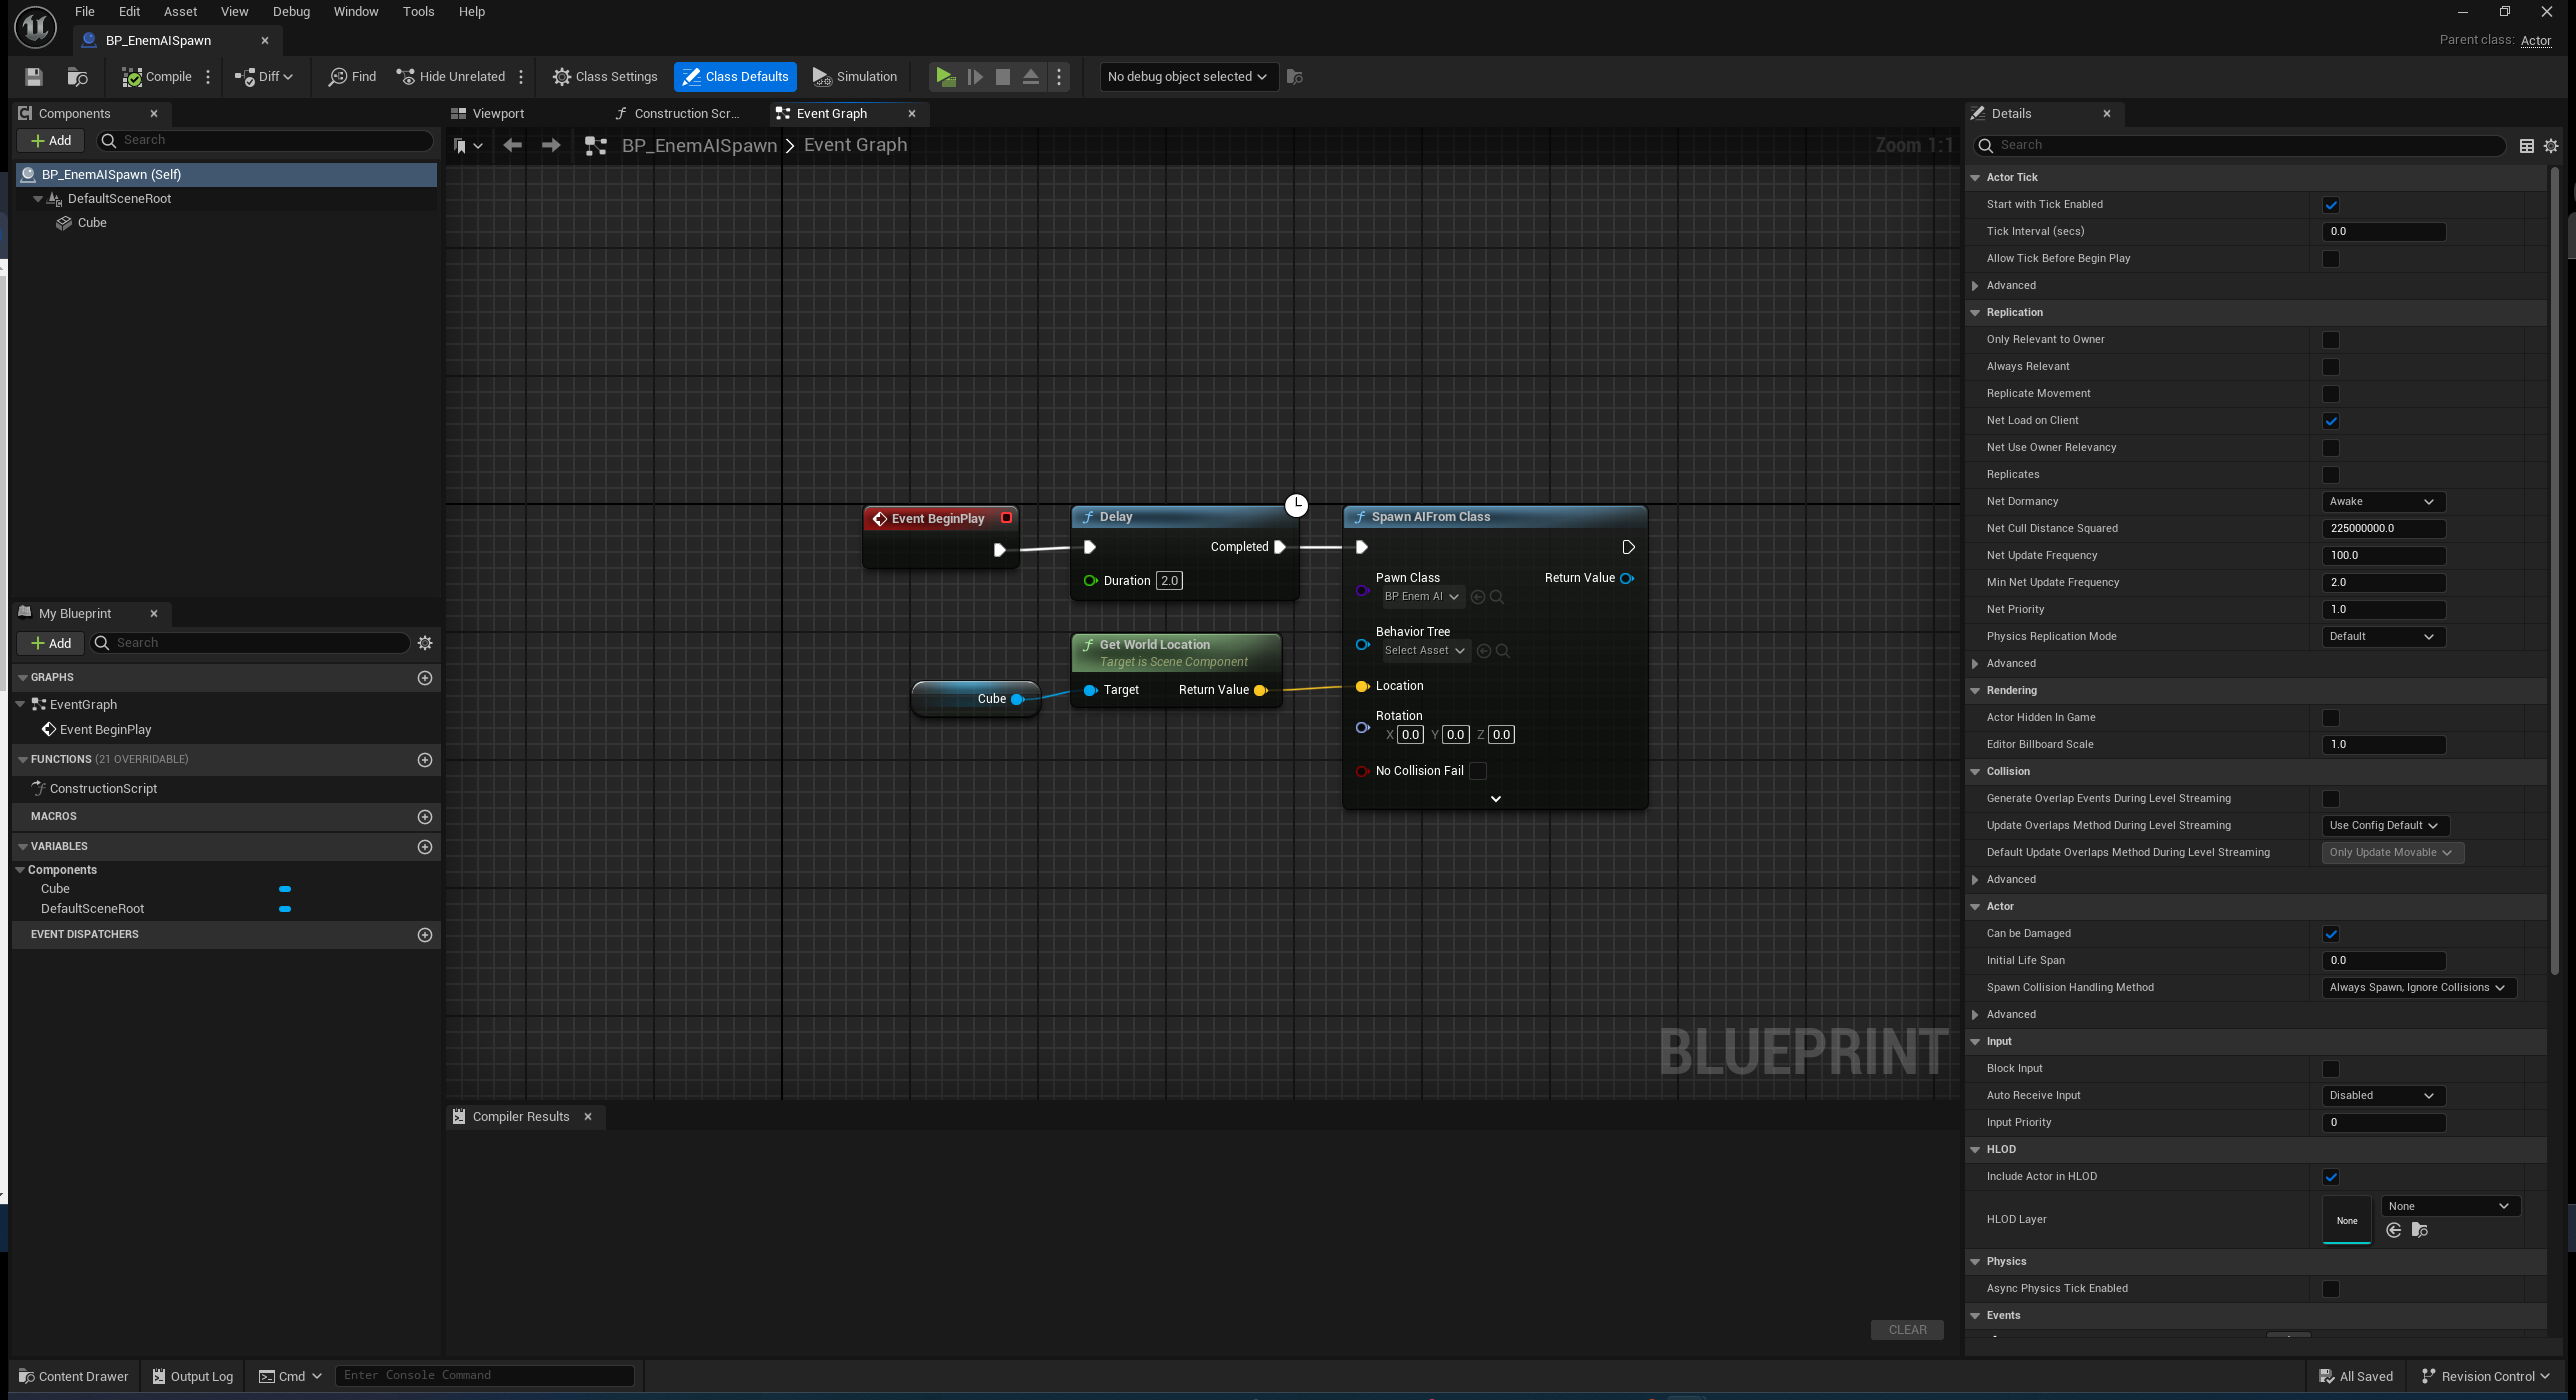 File Edit Asset View Debug Window Tools Help
BP_EnemAISpawn
Parent class: Actor
Compile Diff Find Hide Unrelated Class Settings Class Defaults Simulation No debug object selected
Components
Add Search
BP_EnemAISpawn (Self)
DefaultSceneRoot
Cube
My Blueprint
Add Search
GRAPHS
EventGraph
Event BeginPlay
FUNCTIONS (21 OVERRIDABLE)
ConstructionScript
MACROS
VARIABLES
Components
Cube
DefaultSceneRoot
EVENT DISPATCHERS
Viewport Construction Scr... Event Graph
BP_EnemAISpawn > Event Graph Zoom 1:1
Event BeginPlay
Delay
Completed
Duration 2.0
Get World Location
Target is Scene Component
Target Return Value
Cube
Spawn AIFrom Class
Pawn Class Return Value
BP Enem AI
Behavior Tree
Select Asset
Location
Rotation
X 0.0 Y 0.0 Z 0.0
No Collision Fail
BLUEPRINT
Compiler Results
CLEAR
Details
Search
Actor Tick
Start with Tick Enabled
Tick Interval (secs) 0.0
Allow Tick Before Begin Play
Advanced
Replication
Only Relevant to Owner
Always Relevant
Replicate Movement
Net Load on Client
Net Use Owner Relevancy
Replicates
Net Dormancy Awake
Net Cull Distance Squared 225000000.0
Net Update Frequency 100.0
Min Net Update Frequency 2.0
Net Priority 1.0
Physics Replication Mode Default
Advanced
Rendering
Actor Hidden In Game
Editor Billboard Scale 1.0
Collision
Generate Overlap Events During Level Streaming
Update Overlaps Method During Level Streaming Use Config Default
Default Update Overlaps Method During Level Streaming Only Update Movable
Advanced
Actor
Can be Damaged
Initial Life Span 0.0
Spawn Collision Handling Method Always Spawn, Ignore Collisions
Advanced
Input
Block Input
Auto Receive Input Disabled
Input Priority 0
HLOD
Include Actor in HLOD
HLOD Layer None None
Physics
Async Physics Tick Enabled
Events
Content Drawer Output Log Cmd Enter Console Command All Saved Revision Control